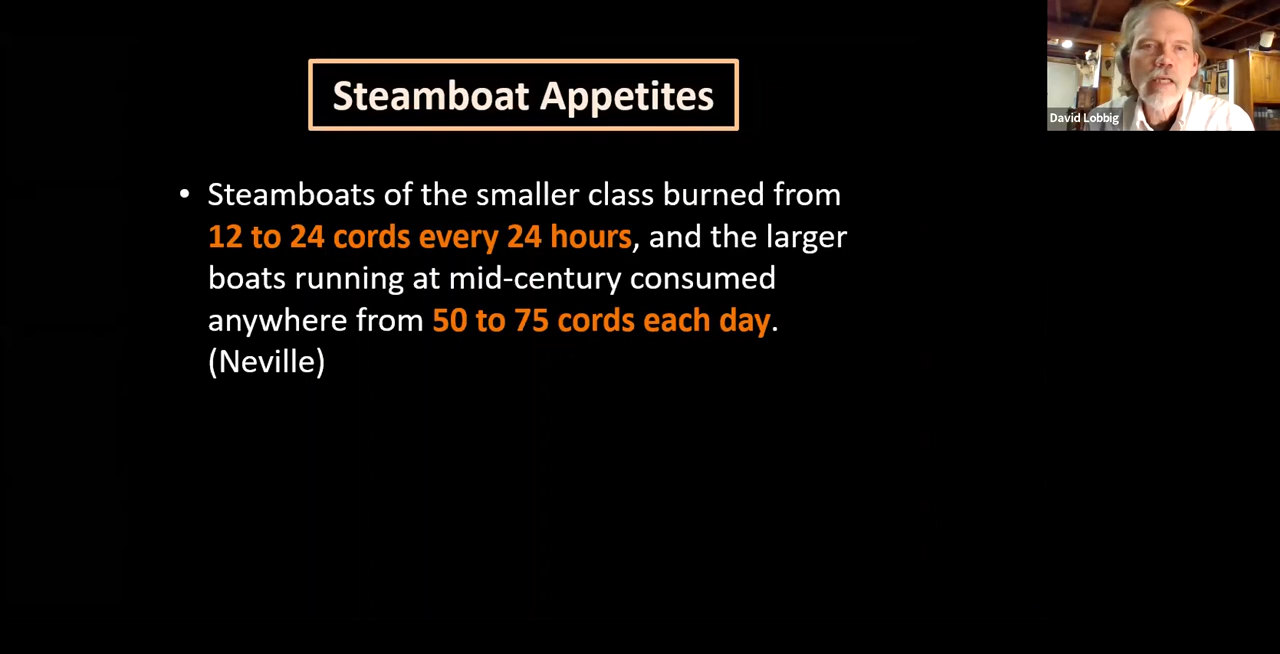 Steamboat Appetites
David Lobbig
• Steamboats of the smaller class burned from
12 to 24 cords every 24 hours, and the larger
boats running at mid-century consumed
anywhere from 50 to 75 cords each day.
(Neville)